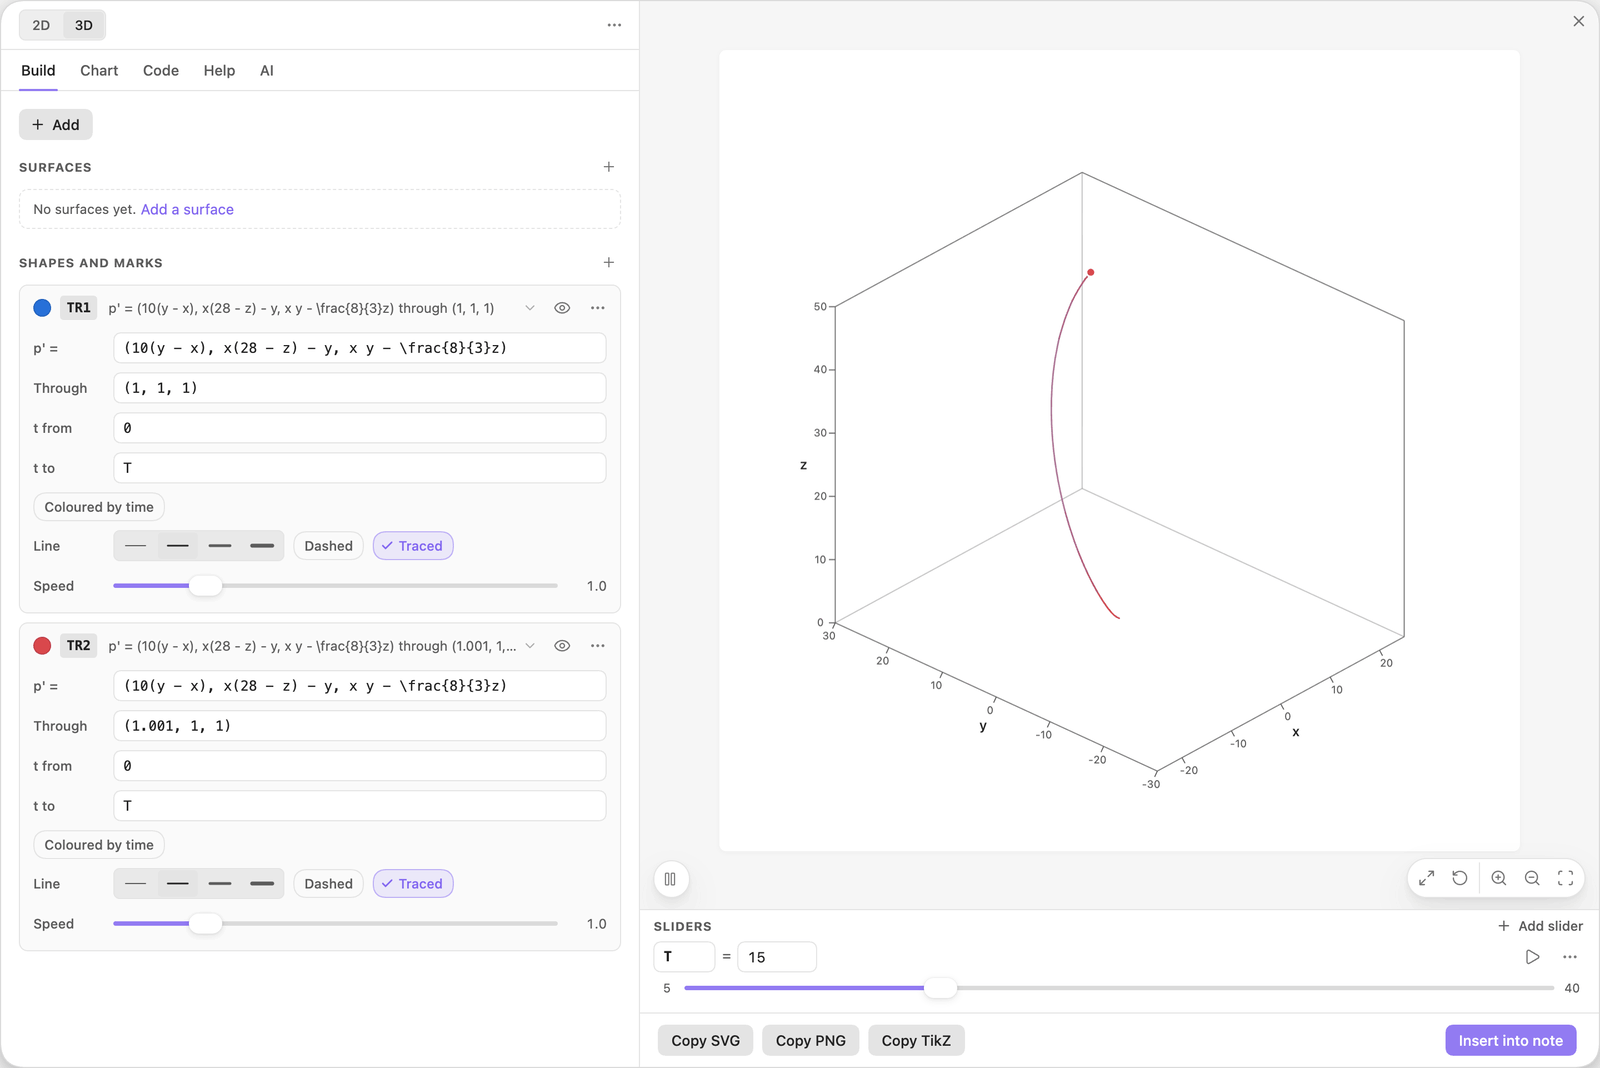 2D 3D
Build Chart Code Help AI
+ Add
SURFACES
No surfaces yet. Add a surface
SHAPES AND MARKS
TR1 p' = (10(y - x), x(28 - z) - y, x y - \frac{8}{3}z) through (1, 1, 1)
p' = (10(y − x), x(28 − z) − y, x y − \frac{8}{3}z)
Through (1, 1, 1)
t from 0
t to T
Coloured by time
Line Dashed Traced
Speed 1.0
TR2 p' = (10(y - x), x(28 - z) - y, x y - \frac{8}{3}z) through (1.001, 1,...
p' = (10(y − x), x(28 − z) − y, x y − \frac{8}{3}z)
Through (1.001, 1, 1)
t from 0
t to T
Coloured by time
Line Dashed Traced
Speed 1.0
50
40
30
z
20
10
0
30
20
10
0
y
-10
-20
-30
-20
-10
0
x
10
20
SLIDERS + Add slider
T = 15
5 40
Copy SVG Copy PNG Copy TikZ Insert into note